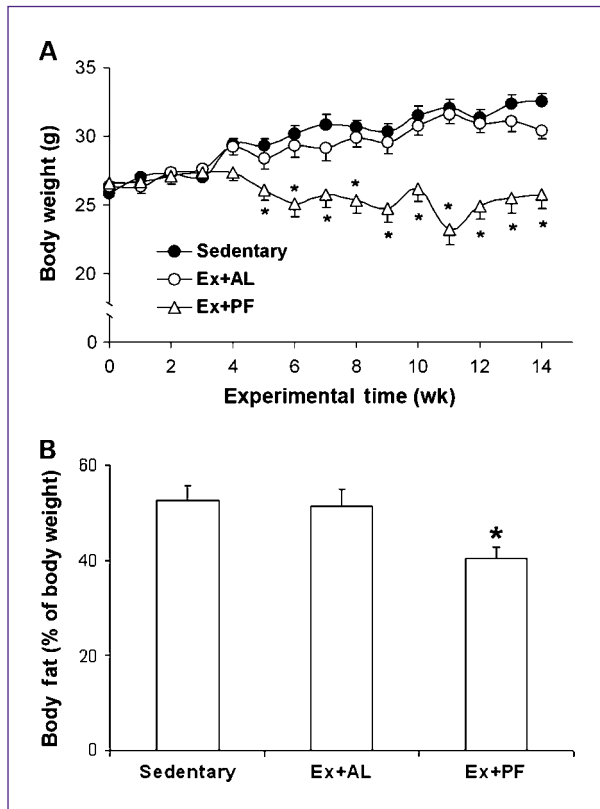 A
35
30
25
20
0
Body weight (g)
Sedentary
Ex+AL
Ex+PF
* * * * * * * * * *
0 2 4 6 8 10 12 14
Experimental time (wk)
B
60
40
20
0
Body fat (% of body weight)
*
Sedentary Ex+AL Ex+PF